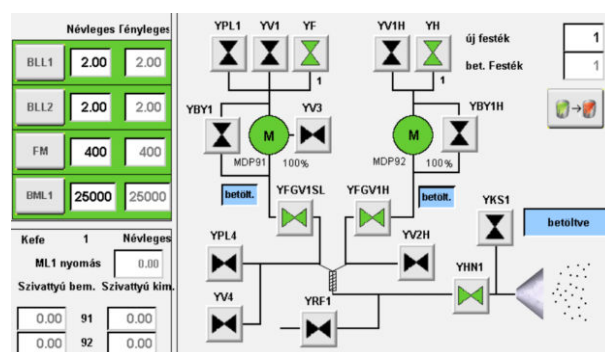 Névleges Tényleges
BLL1 2.00 2.00
BLL2 2.00 2.00
FM 400 400
BML1 25000 25000
Kefe 1 Névleges
ML1 nyomás 0.00
Szivattyú bem. Szivattyú kim.
0.00 91 0.00
0.00 92 0.00
YPL1 YV1 YF YV1H YH
1 1
YBY1 YV3 YBY1H
M M
MDP91 100% MDP92 100%
betölt. YFGV1SL YFGV1H betölt.
YKS1
YPL4 YV2H
YHN1
YV4 YRF1
új festék 1
bet. Festék 1
betöltve